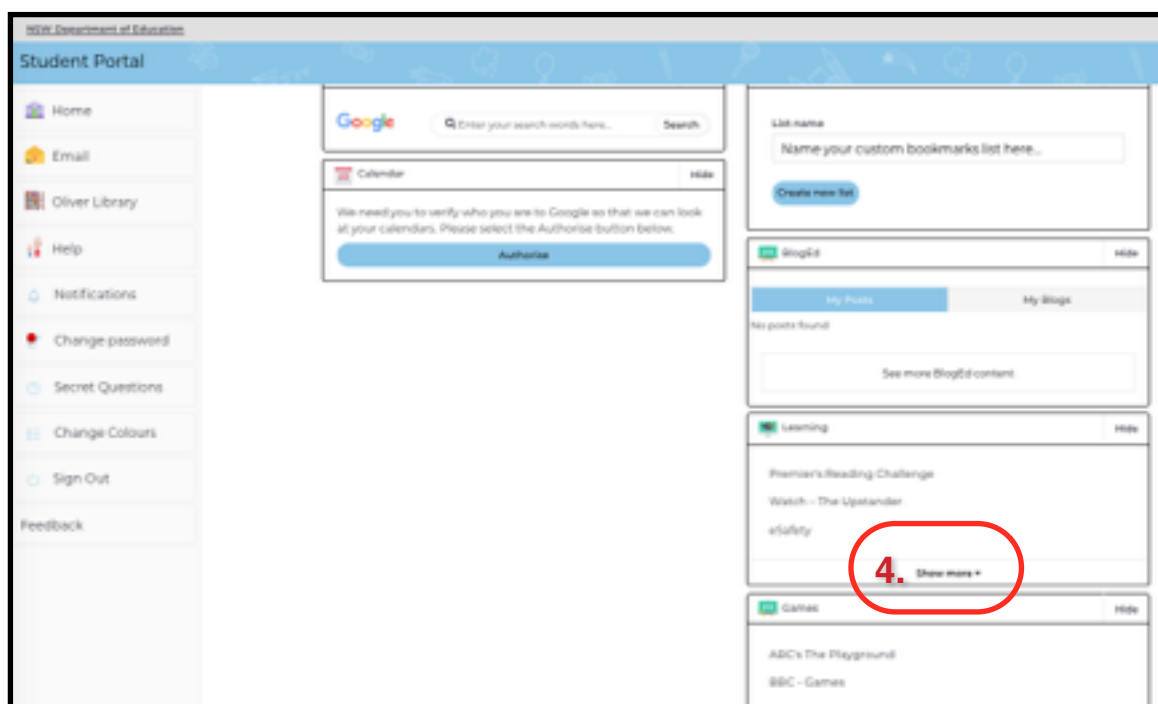 NSW Department of Education
Student Portal
Home
Email
Oliver Library
Help
Notifications
Change password
Secret Questions
Change Colours
Sign Out
Feedback
Google
Enter your search words here...
Search
Calendar
Hide
We need you to verify who you are to Google so that we can look
at your calendars. Please select the Authorise button below.
Authorise
List name
Name your custom bookmarks list here...
Create new list
BlogEd
Hide
My Posts
My Blogs
No posts found
See more BlogEd content
Learning
Hide
Premier's Reading Challenge
Watch - The Upstander
eSafety
4.
Show more +
Games
Hide
ABC's The Playground
BBC - Games